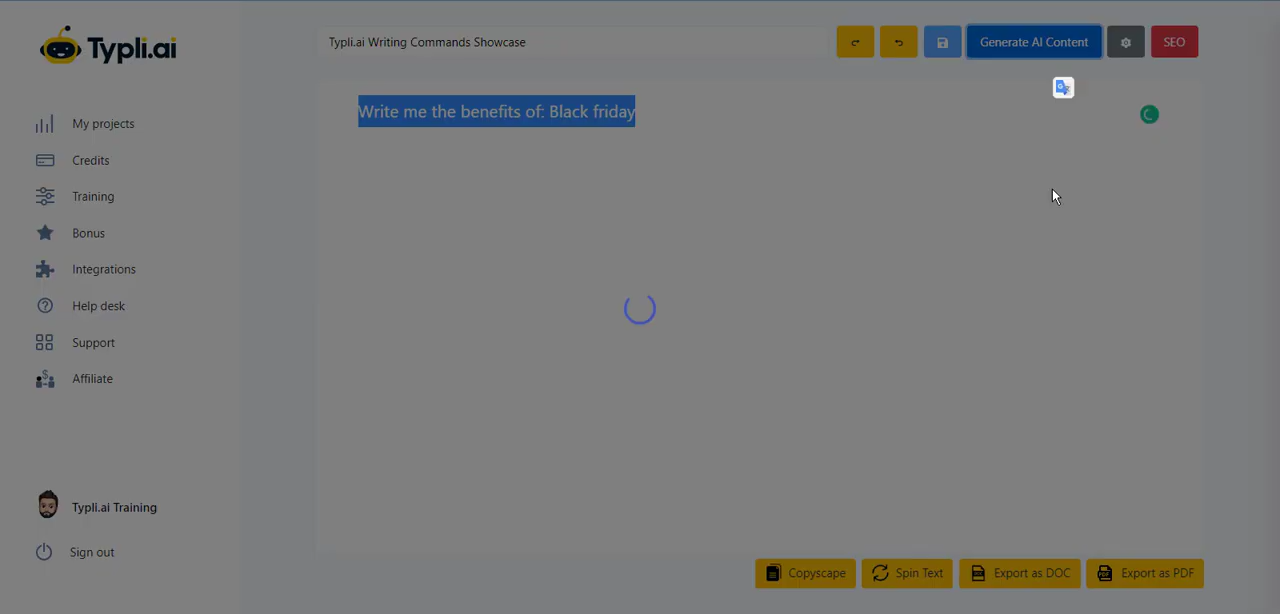 Typli.ai
Typli.ai Writing Commands Showcase
Generate AI Content
SEO
Write me the benefits of: Black friday
My projects
Credits
Training
Bonus
Integrations
Help desk
Support
Affiliate
Typli.ai Training
Sign out
Copyscape
Spin Text
Export as DOC
Export as PDF